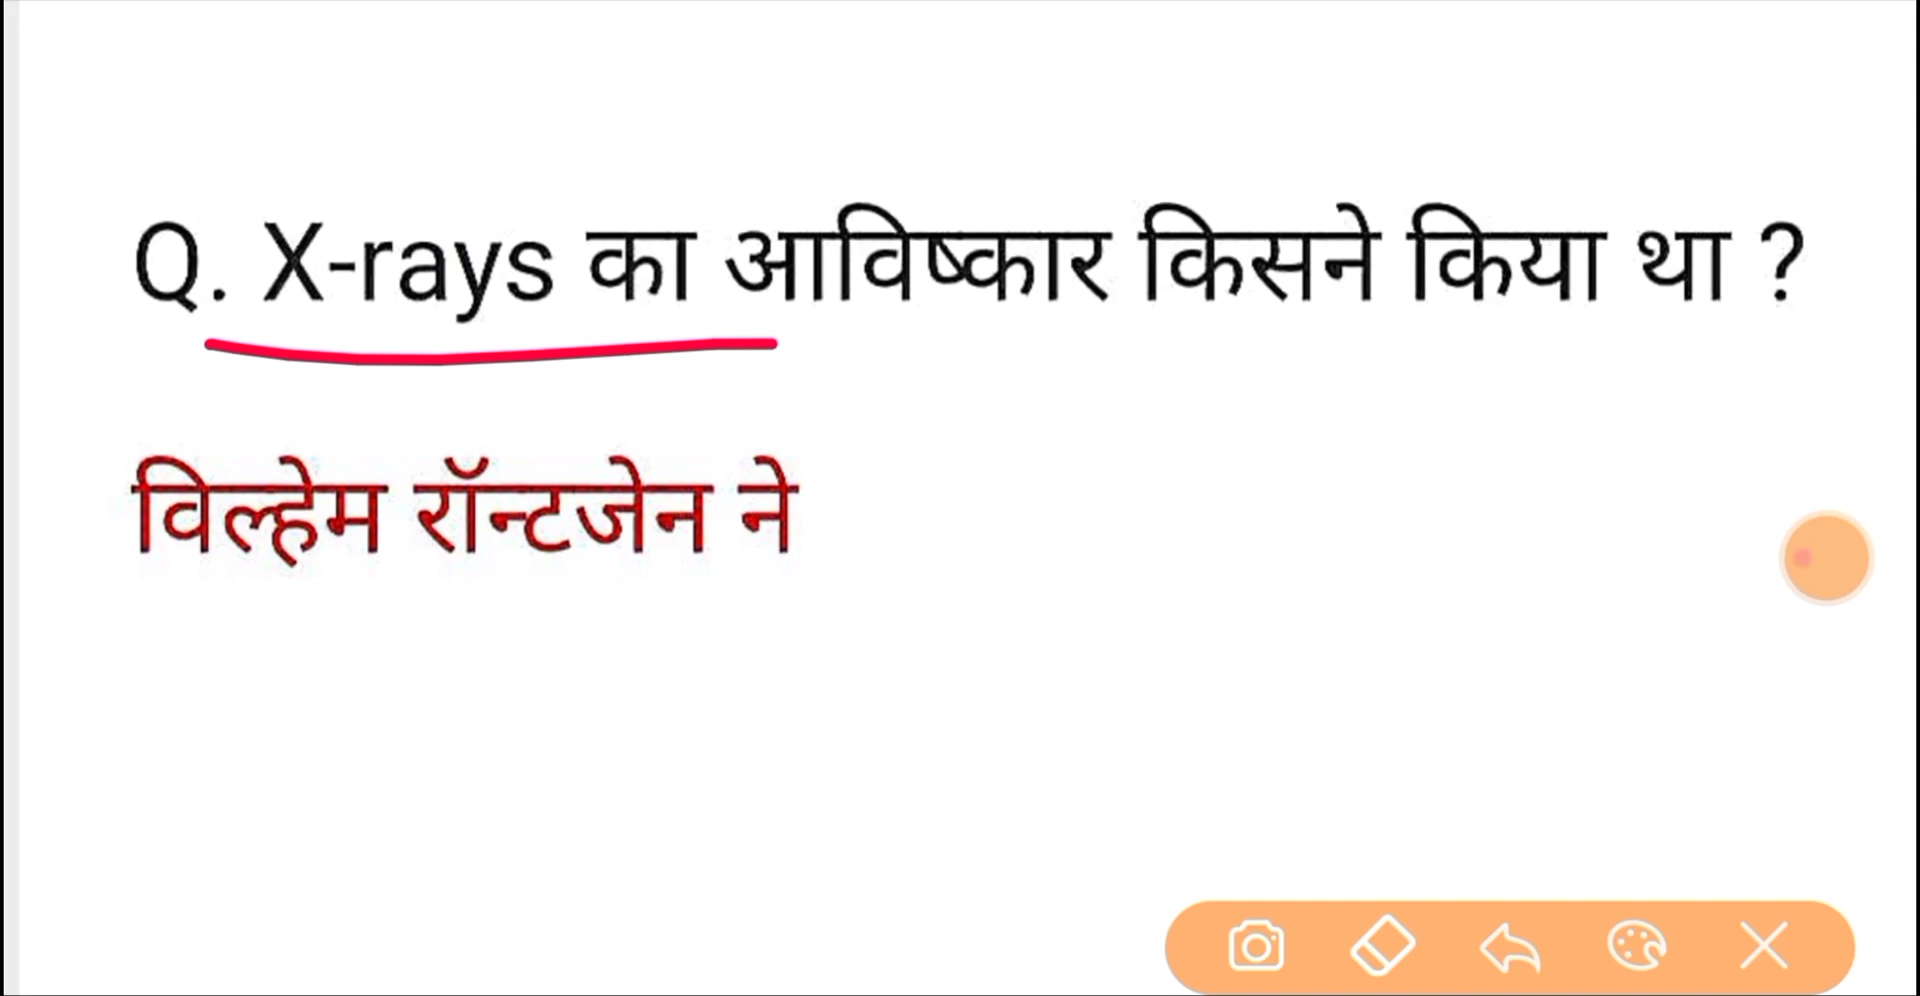 Q. X-rays का आविष्कार किसने किया था ?
विल्हेम रॉन्टजेन ने